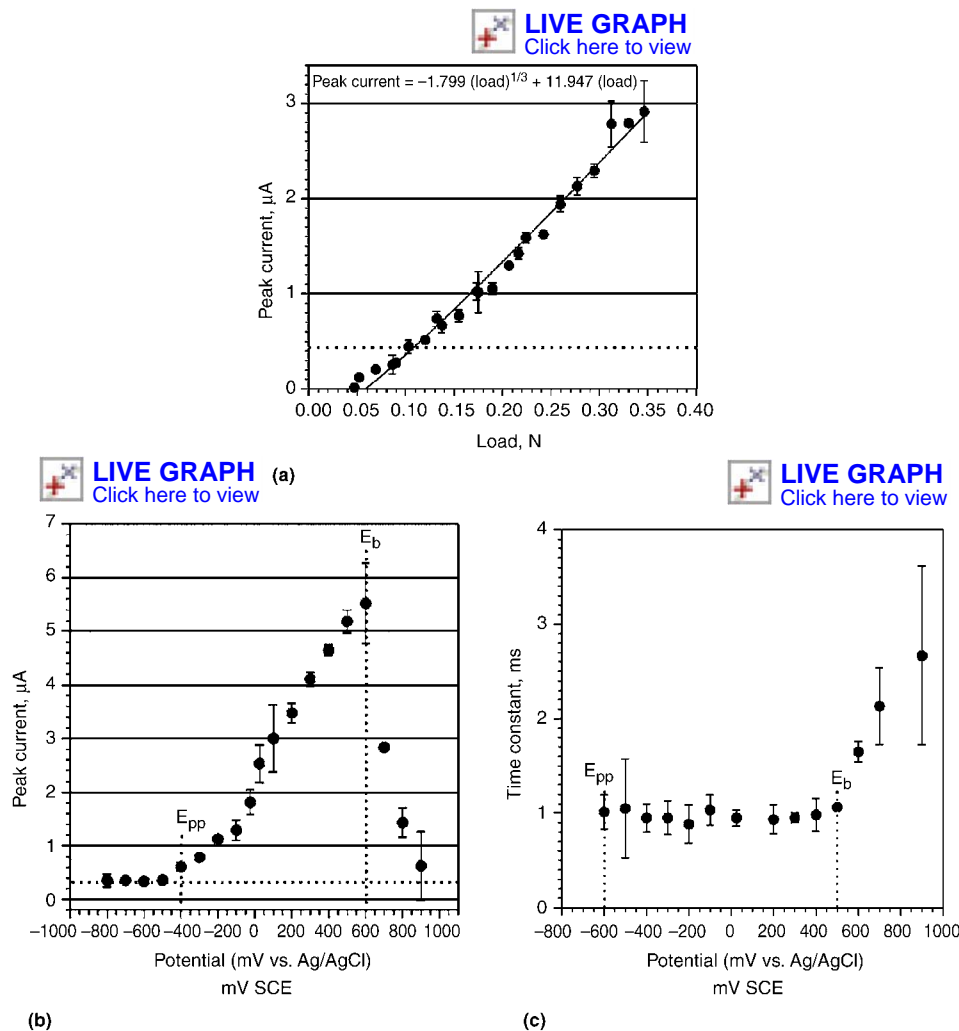 LIVE GRAPH
Click here to view
Peak current = –1.799 (load)1/3 + 11.947 (load)
3
2
1
0
Peak current, µA
0.00 0.05 0.10 0.15 0.20 0.25 0.30 0.35 0.40
Load, N
(a)
LIVE GRAPH
Click here to view
7
6
5
4
3
2
1
0
Peak current, µA
Epp
Eb
–1000 –800 –600 –400 –200 0 200 400 600 800 1000
Potential (mV vs. Ag/AgCl)
mV SCE
(b)
LIVE GRAPH
Click here to view
4
3
2
1
0
Time constant, ms
Epp
Eb
–800 –600 –400 –200 0 200 400 600 800 1000
Potential (mV vs. Ag/AgCl)
mV SCE
(c)